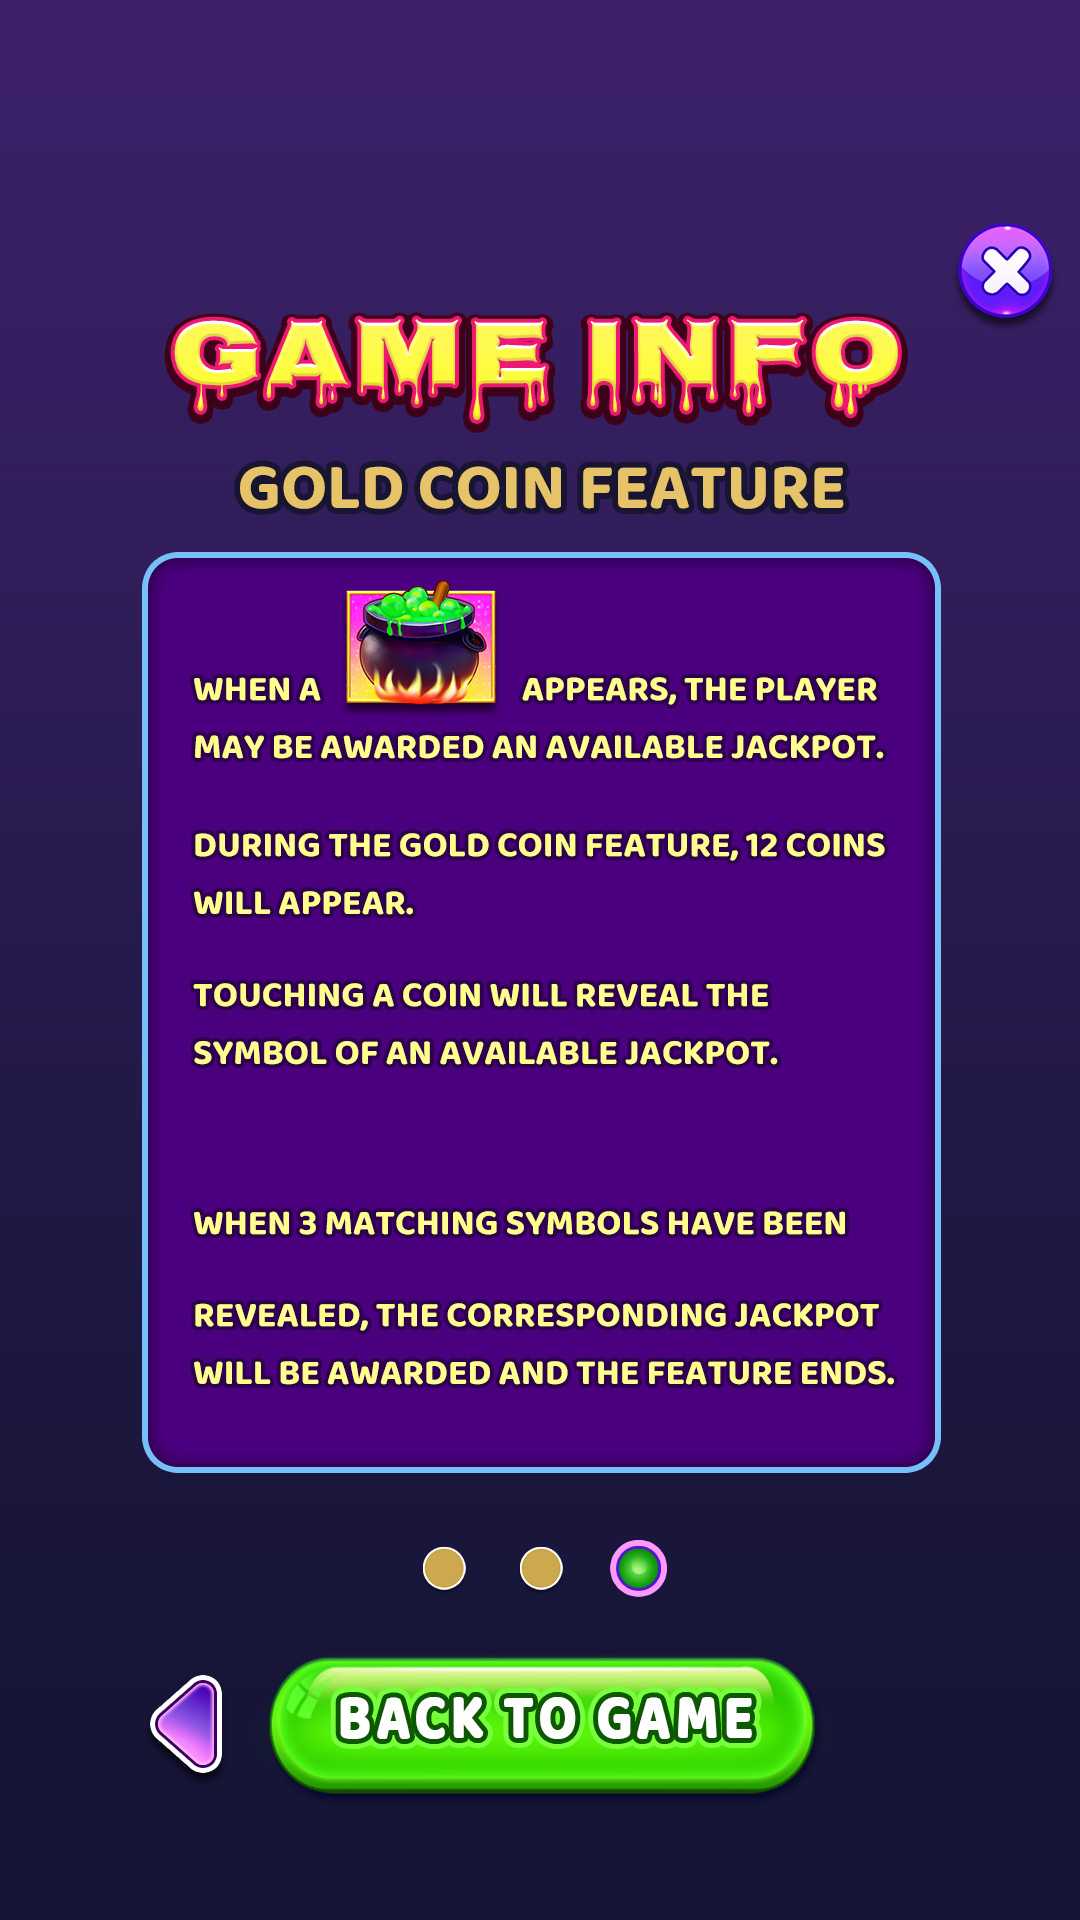 GAME INFO
GOLD COIN FEATURE
WHEN A APPEARS, THE PLAYER
MAY BE AWARDED AN AVAILABLE JACKPOT.
DURING THE GOLD COIN FEATURE, 12 COINS
WILL APPEAR.
TOUCHING A COIN WILL REVEAL THE
SYMBOL OF AN AVAILABLE JACKPOT.
WHEN 3 MATCHING SYMBOLS HAVE BEEN
REVEALED, THE CORRESPONDING JACKPOT
WILL BE AWARDED AND THE FEATURE ENDS.
BACK TO GAME